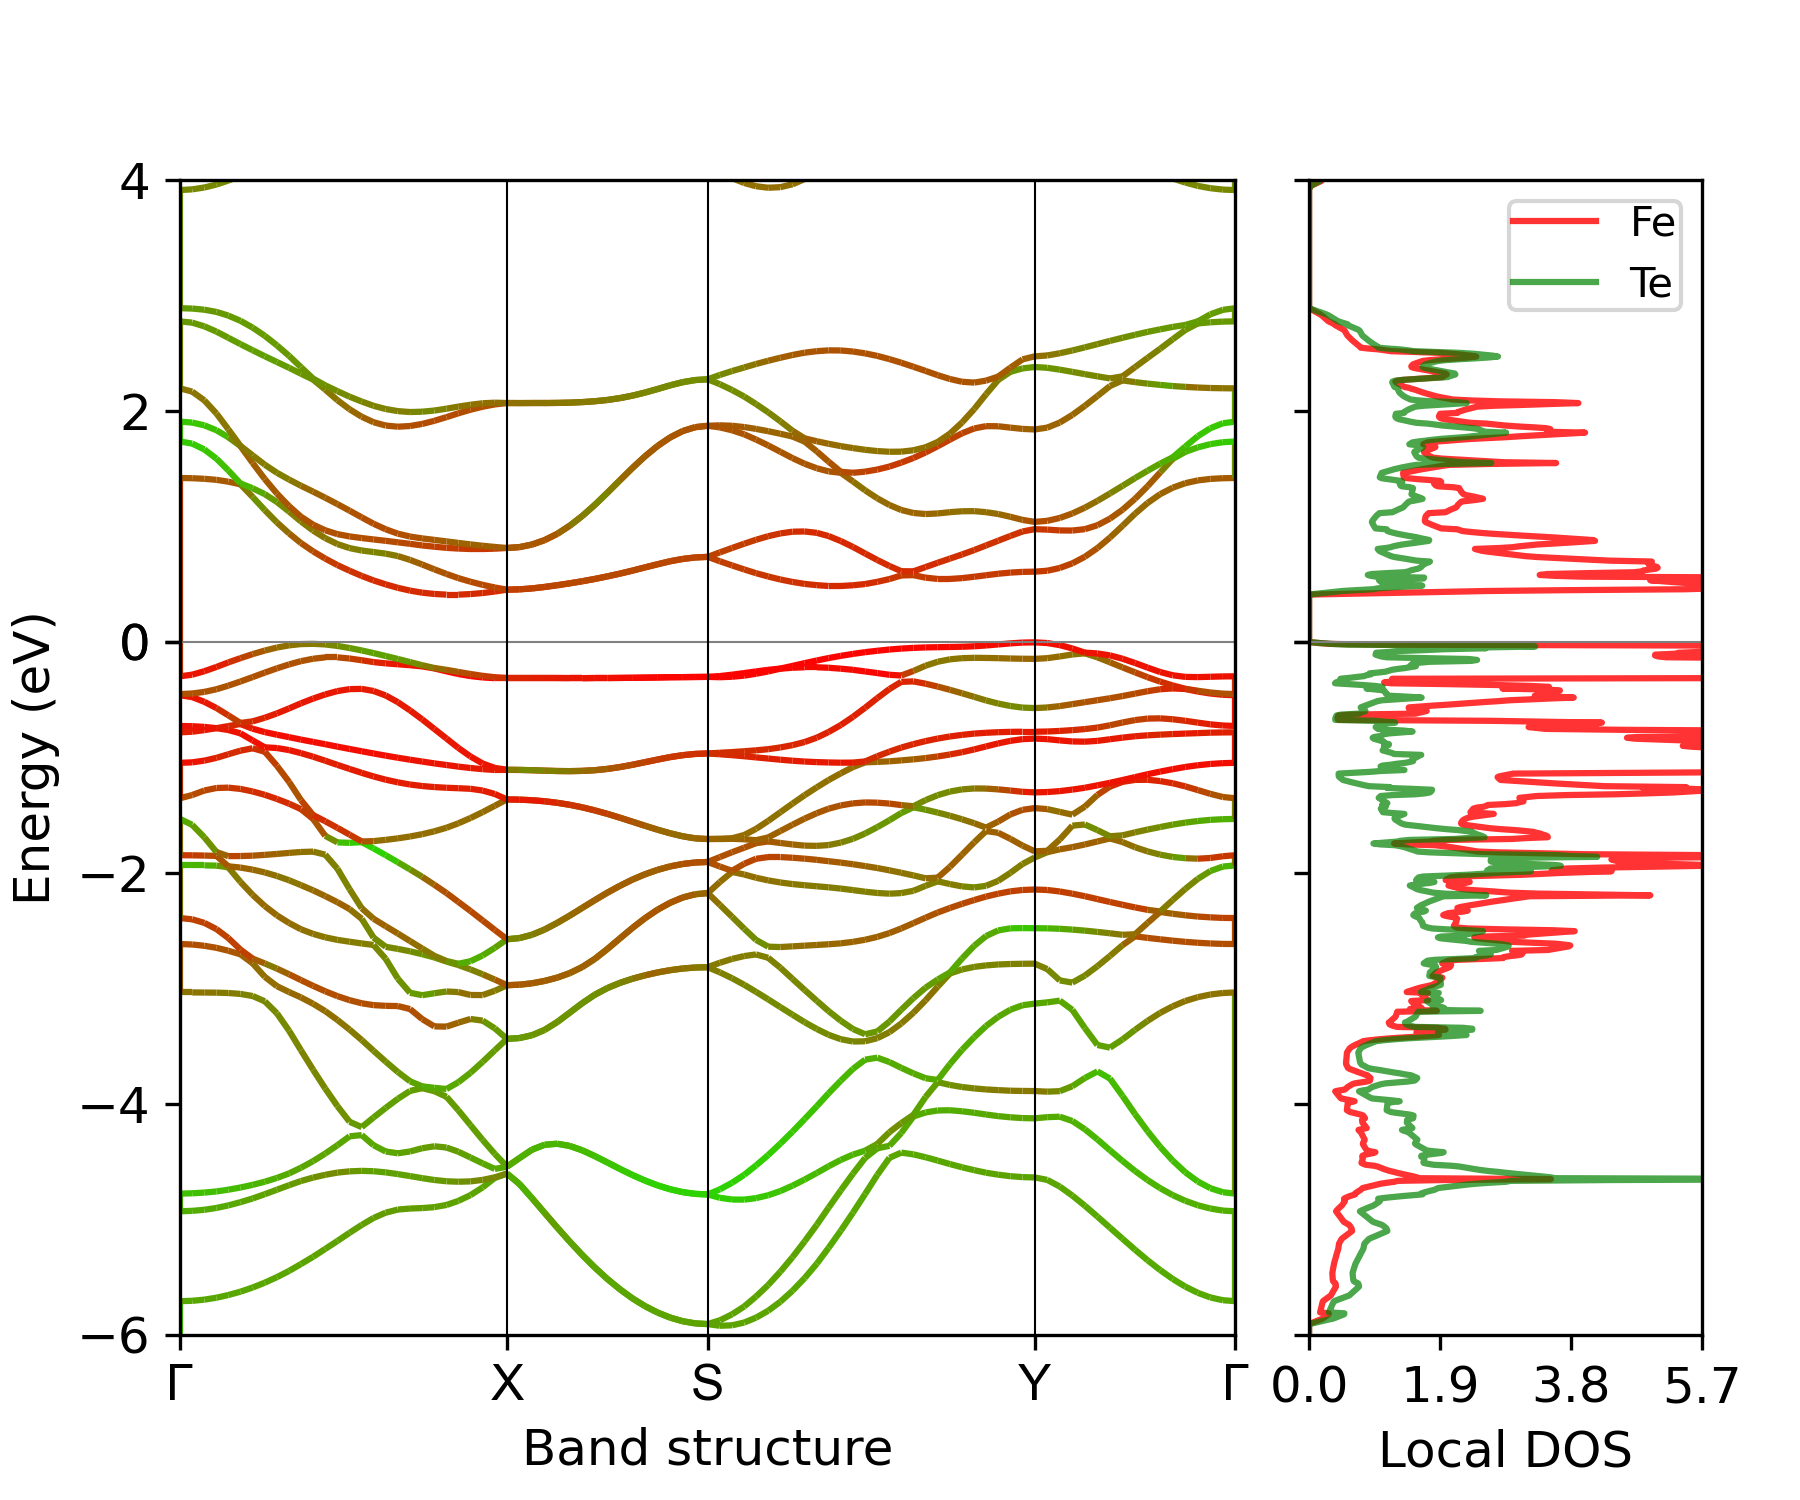 4
2
0
−2
−4
−6
Energy (eV)
Γ X S Y Γ
Band structure
Fe
Te
0.0 1.9 3.8 5.7
Local DOS